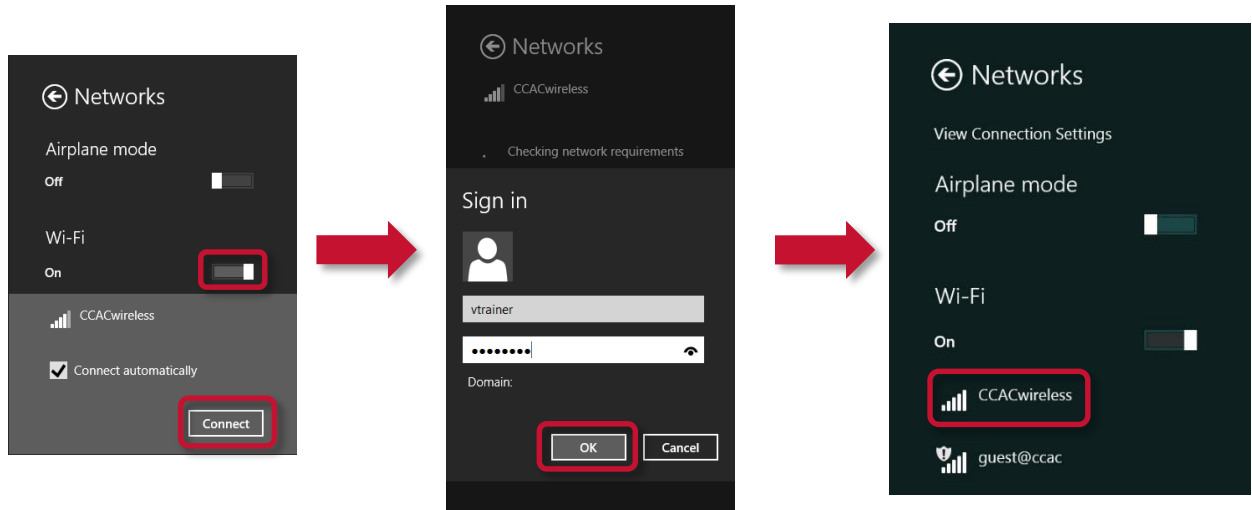 Networks
Airplane mode
Off
Wi-Fi
On
CCACwireless
Connect automatically
Connect
Networks
CCACwireless
Checking network requirements
Sign in
vtrainer
••••••••
Domain:
OK Cancel
Networks
View Connection Settings
Airplane mode
Off
Wi-Fi
On
CCACwireless
guest@ccac